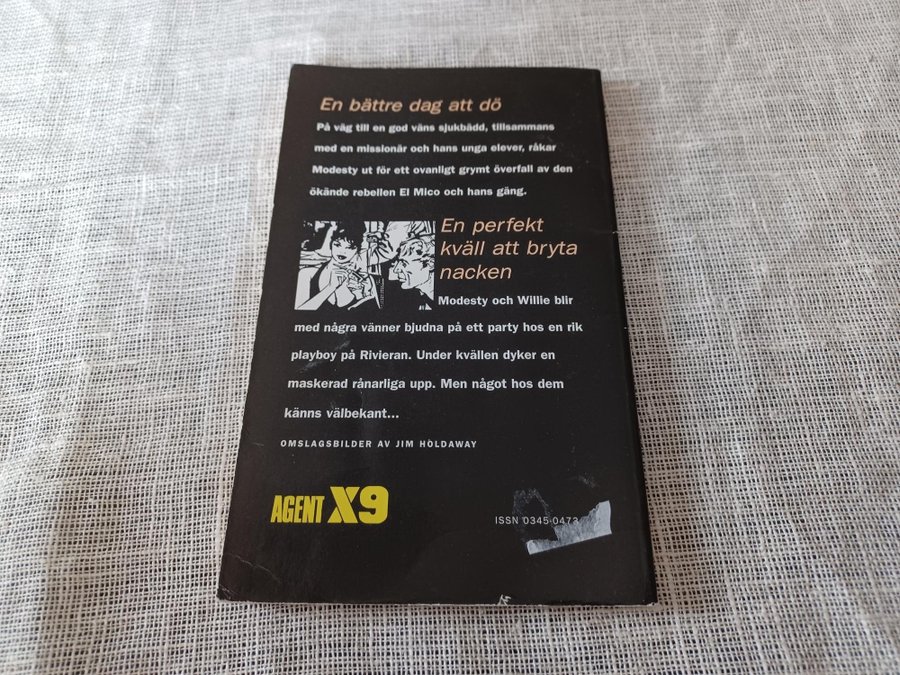 En bättre dag att dö
På väg till en god väns sjukbädd, tillsammans
med en missionär och hans unga elever, råkar
Modesty ut för ett ovanligt grymt överfall av den
ökände rebellen El Mico och hans gäng.
En perfekt
kväll att bryta
nacken
Modesty och Willie blir
med några vänner bjudna på ett party hos en rik
playboy på Rivieran. Under kvällen dyker en
maskerad rånarliga upp. Men något hos dem
känns välbekant...
OMSLAGSBILDER AV JIM HOLDAWAY
AGENT X9
ISSN 0345-0473